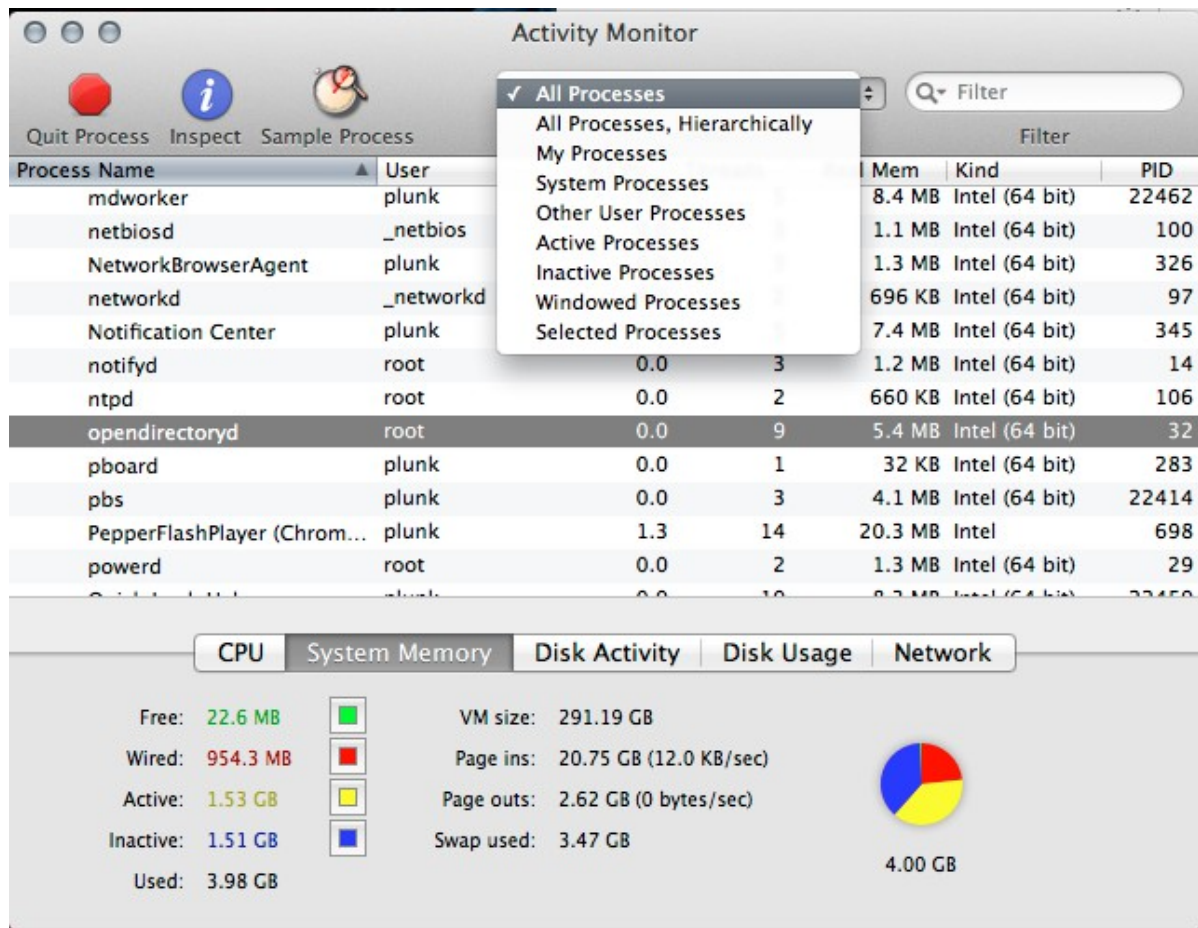 Activity Monitor
Quit Process Inspect Sample Process
✓ All Processes
All Processes, Hierarchically
My Processes
System Processes
Other User Processes
Active Processes
Inactive Processes
Windowed Processes
Selected Processes
Filter
Filter
Process Name User Mem Kind PID
mdworker plunk 8.4 MB Intel (64 bit) 22462
netbiosd _netbios 1.1 MB Intel (64 bit) 100
NetworkBrowserAgent plunk 1.3 MB Intel (64 bit) 326
networkd _networkd 696 KB Intel (64 bit) 97
Notification Center plunk 7.4 MB Intel (64 bit) 345
notifyd root 0.0 3 1.2 MB Intel (64 bit) 14
ntpd root 0.0 2 660 KB Intel (64 bit) 106
opendirectoryd root 0.0 9 5.4 MB Intel (64 bit) 32
pboard plunk 0.0 1 32 KB Intel (64 bit) 283
pbs plunk 0.0 3 4.1 MB Intel (64 bit) 22414
PepperFlashPlayer (Chrom... plunk 1.3 14 20.3 MB Intel 698
powerd root 0.0 2 1.3 MB Intel (64 bit) 29
CPU System Memory Disk Activity Disk Usage Network
Free: 22.6 MB VM size: 291.19 GB
Wired: 954.3 MB Page ins: 20.75 GB (12.0 KB/sec)
Active: 1.53 GB Page outs: 2.62 GB (0 bytes/sec)
Inactive: 1.51 GB Swap used: 3.47 GB
Used: 3.98 GB
4.00 GB